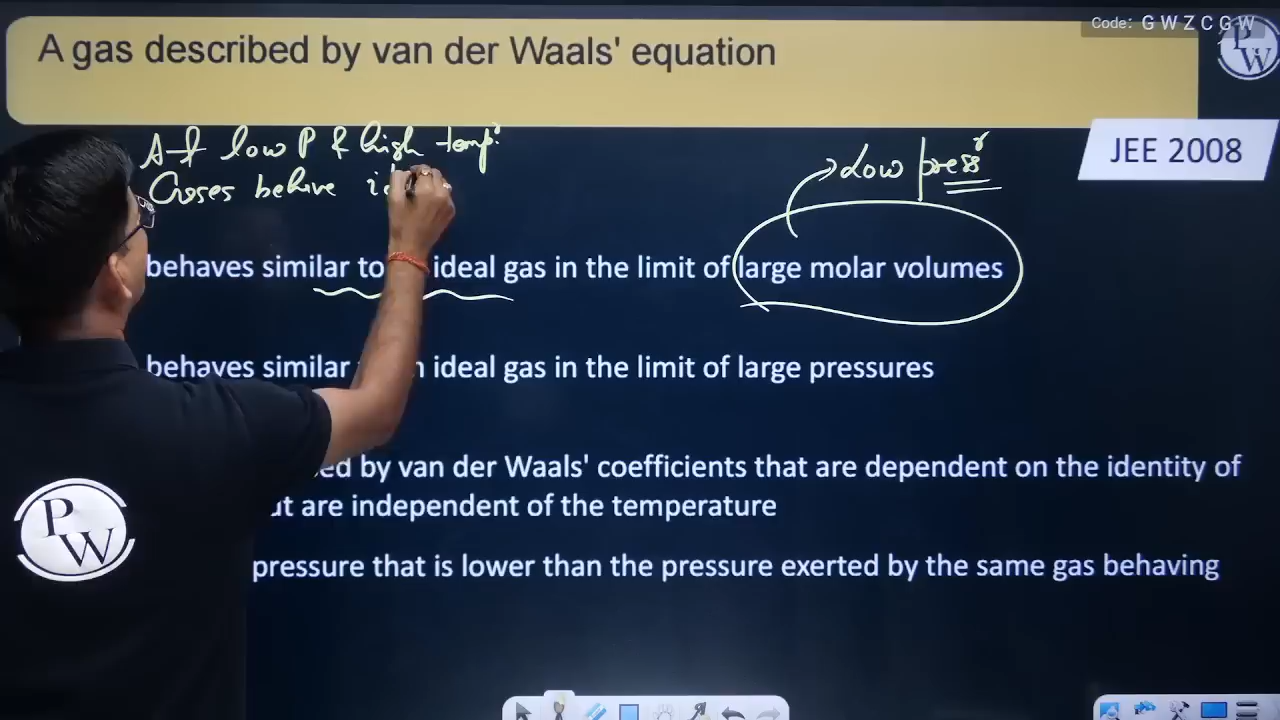 Code: G W Z C G W
A gas described by van der Waals' equation
PW
JEE 2008
At low P & high temp.
Gases behave
Low press
behaves similar to ideal gas in the limit of large molar volumes
behaves similar ideal gas in the limit of large pressures
by van der Waals' coefficients that are dependent on the identity of
are independent of the temperature
pressure that is lower than the pressure exerted by the same gas behaving
PW